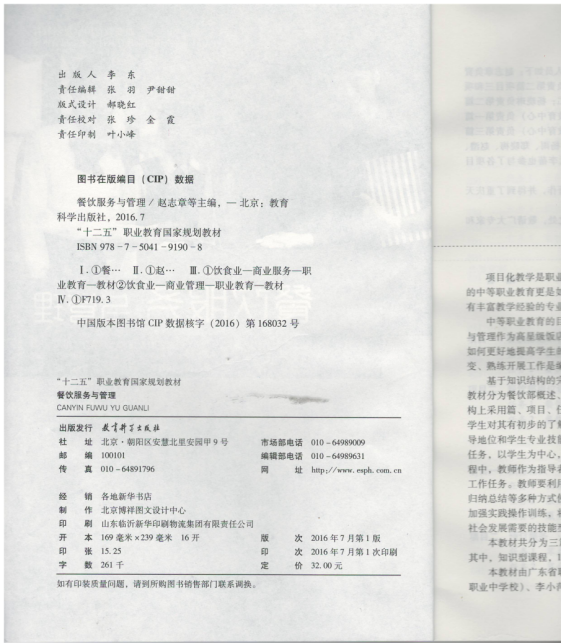 出 版 人 李 东
责任编辑 张 羽 尹甜甜
版式设计 郝晓红
责任校对 张 珍 金 霞
责任印制 叶小峰
图书在版编目（CIP）数据
餐饮服务与管理 / 赵志章等主编. — 北京：教育
科学出版社，2016.7
“十二五”职业教育国家规划教材
ISBN 978-7-5041-9190-8
Ⅰ.①餐… Ⅱ.①赵… Ⅲ.①饮食业—商业服务—职
业教育—教材②饮食业—商业管理—职业教育—教材
Ⅳ.①F719.3
中国版本图书馆 CIP 数据核字（2016）第 168032 号
“十二五”职业教育国家规划教材
餐饮服务与管理
CANYIN FUWU YU GUANLI
出版发行 教育科学出版社
社 址 北京·朝阳区安慧北里安园甲 9 号 市场部电话 010-64989009
邮 编 100101 编辑部电话 010-64989631
传 真 010-64891796 网 址 http://www.esph.com.cn
经 销 各地新华书店
制 作 北京博祥图文设计中心
印 刷 山东临沂新华印刷物流集团有限责任公司
开 本 169 毫米×239 毫米 16 开 版 次 2016 年 7 月第 1 版
印 张 15.25 印 次 2016 年 7 月第 1 次印刷
字 数 261 千 定 价 32.00 元
如有印装质量问题，请到所购图书销售部门联系调换。
项目化教学是职业
的中等职业教育更是如
有丰富教学经验的专业
中等职业教育的目
与管理作为高星级饭店
如何更好地提高学生的
变、熟练开展工作是编
基于知识结构的完
教材分为餐饮部概述、
构上采用篇、项目、任
学生对其有初步的了解
导地位和学生专业技能
任务，以学生为中心，
程中，教师作为指导者
工作任务。教师要利用
归纳总结等多种方式使
加强实践操作训练，
社会发展需要的技能型
本教材共分为三
其中，知识型课程，1
本教材由广东省
职业中学校）、李小